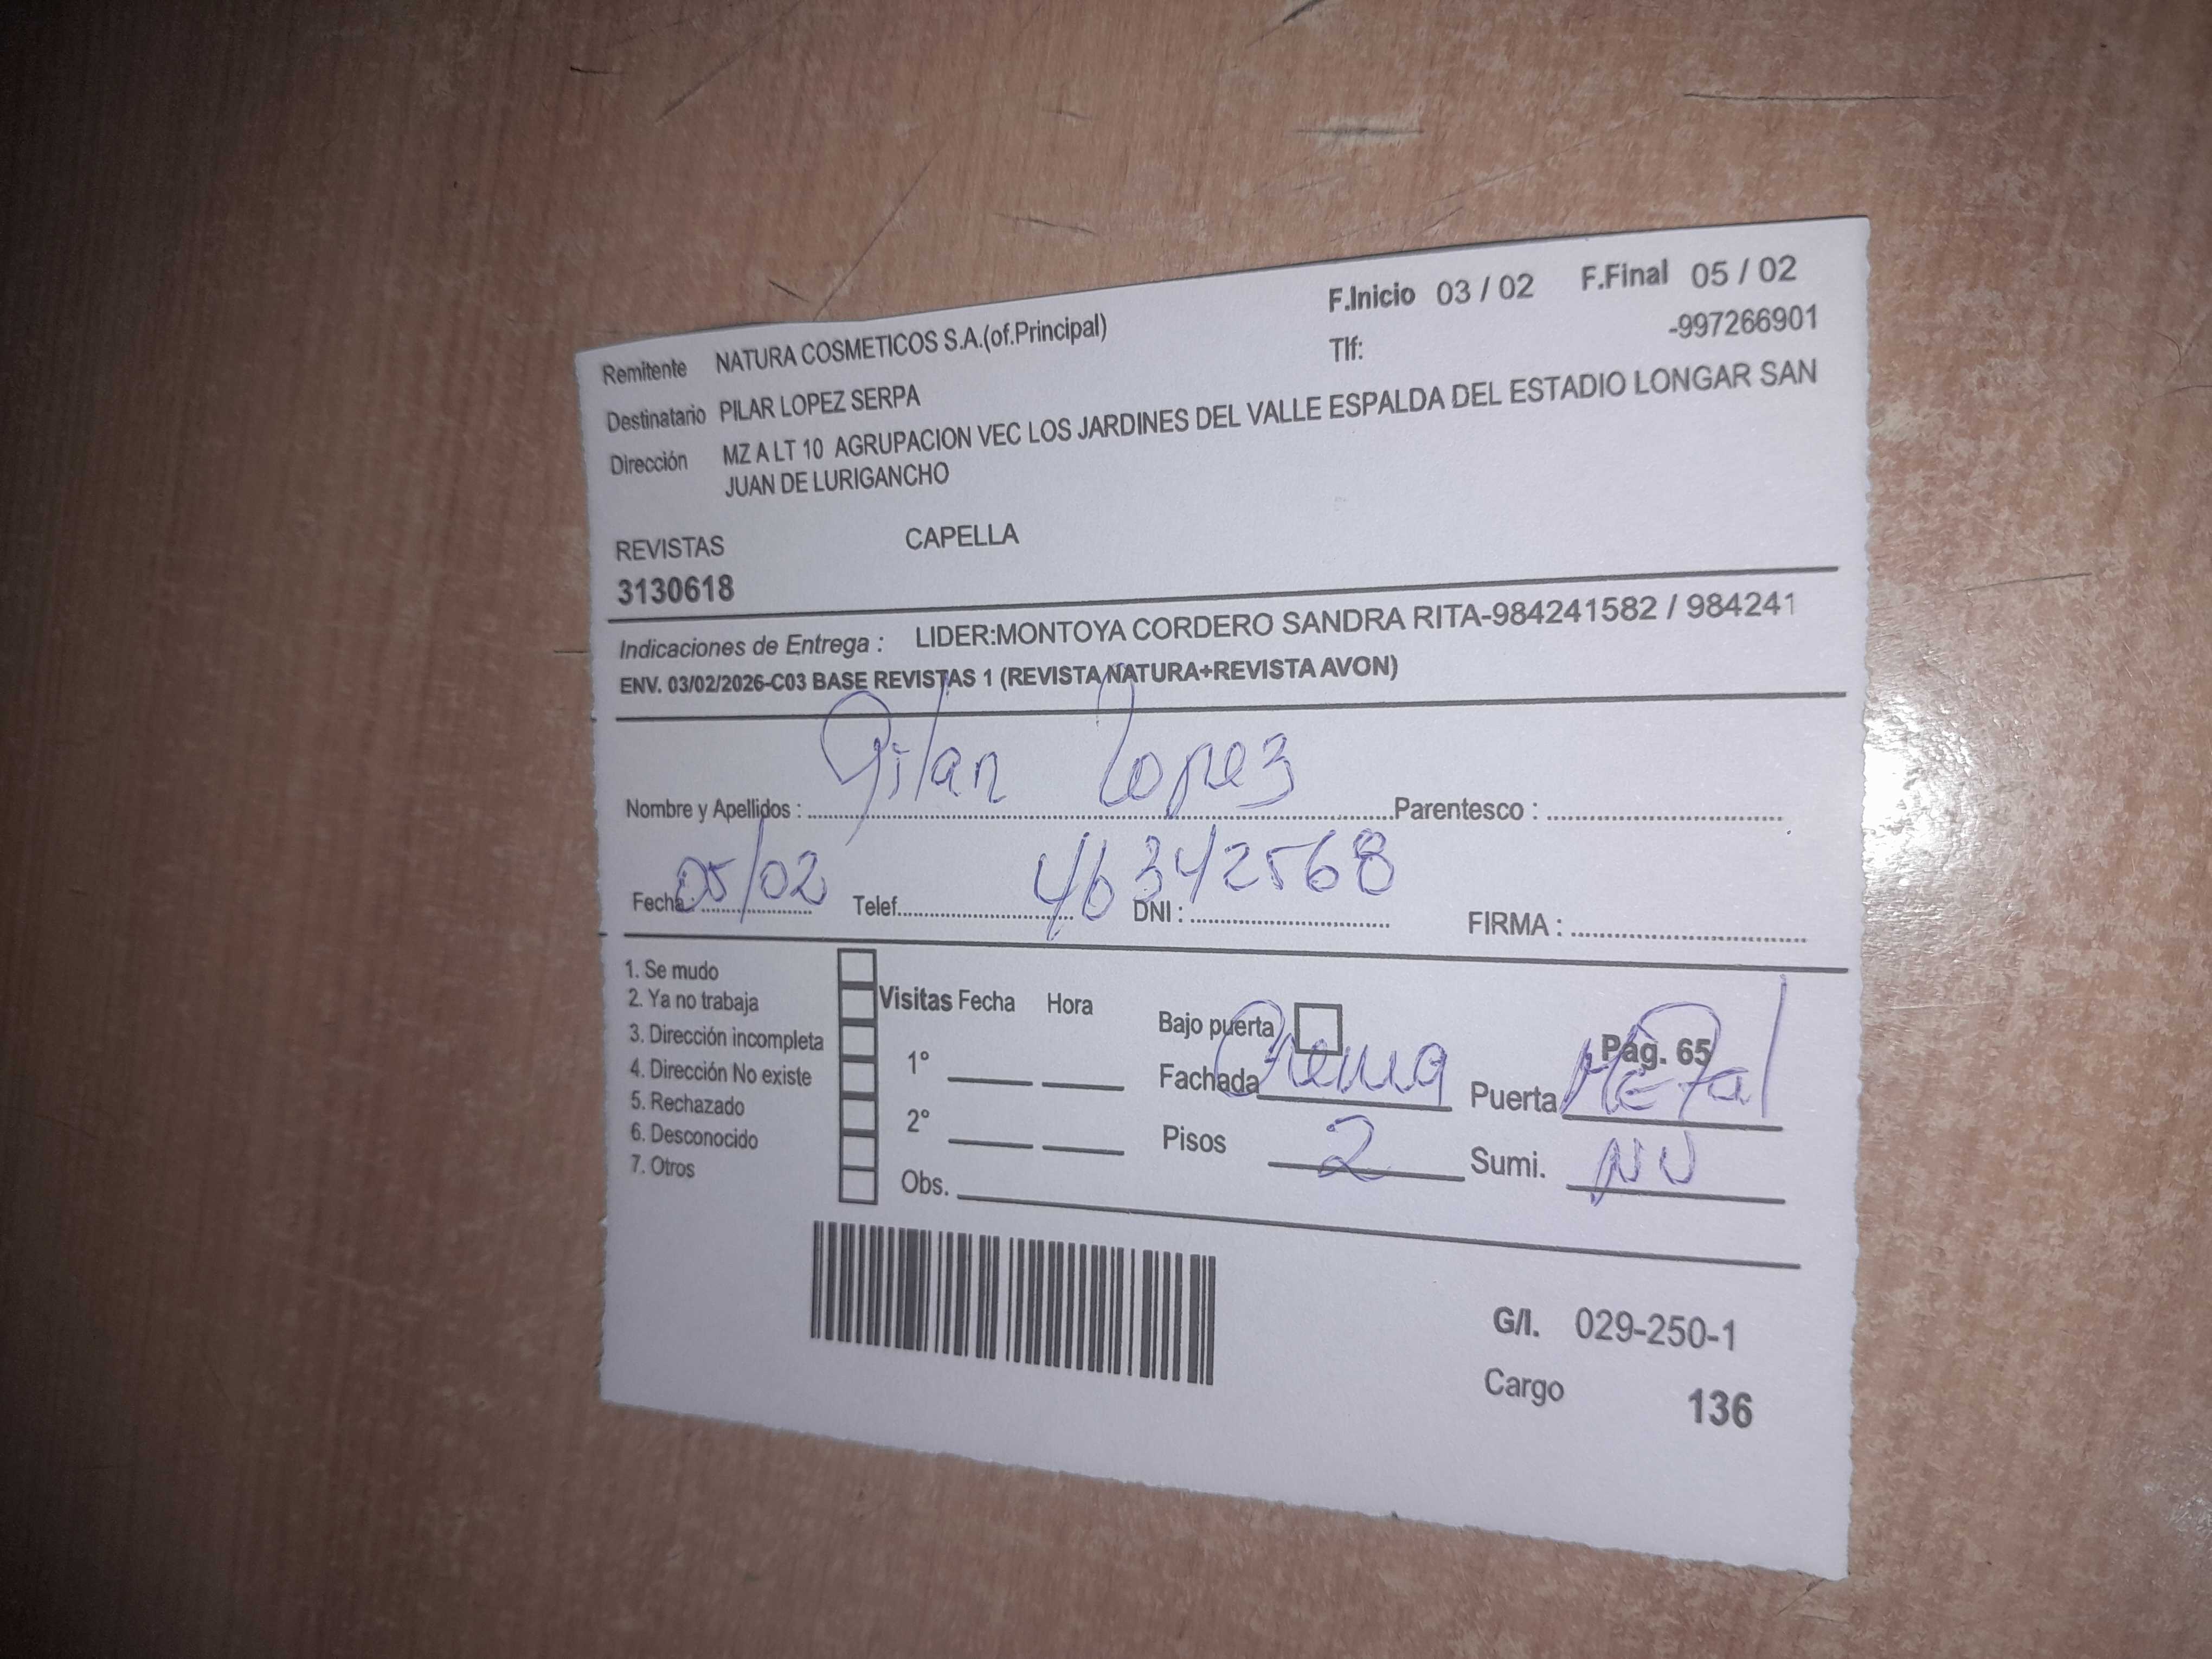 F.Inicio 03 / 02 F.Final 05 / 02
Remitente NATURA COSMETICOS S.A.(of.Principal) Tlf: -997266901
Destinatario PILAR LOPEZ SERPA
Dirección MZ A LT 10 AGRUPACION VEC LOS JARDINES DEL VALLE ESPALDA DEL ESTADIO LONGAR SAN
JUAN DE LURIGANCHO
REVISTAS CAPELLA
3130618
Indicaciones de Entrega : LIDER:MONTOYA CORDERO SANDRA RITA-984241582 / 984241
ENV. 03/02/2026-C03 BASE REVISTAS 1 (REVISTA NATURA+REVISTA AVON)
Nombre y Apellidos : Pilar Lopez Parentesco :
Fecha 05/02 Telef. DNI : 46342568 FIRMA :
1. Se mudo
2. Ya no trabaja Visitas Fecha Hora Bajo puerta Pág. 65
3. Dirección incompleta
4. Dirección No existe 1° Fachada Crema Puerta Metal
5. Rechazado
6. Desconocido 2° Pisos 2 Sumi.
7. Otros Obs.
G/I. 029-250-1
Cargo 136